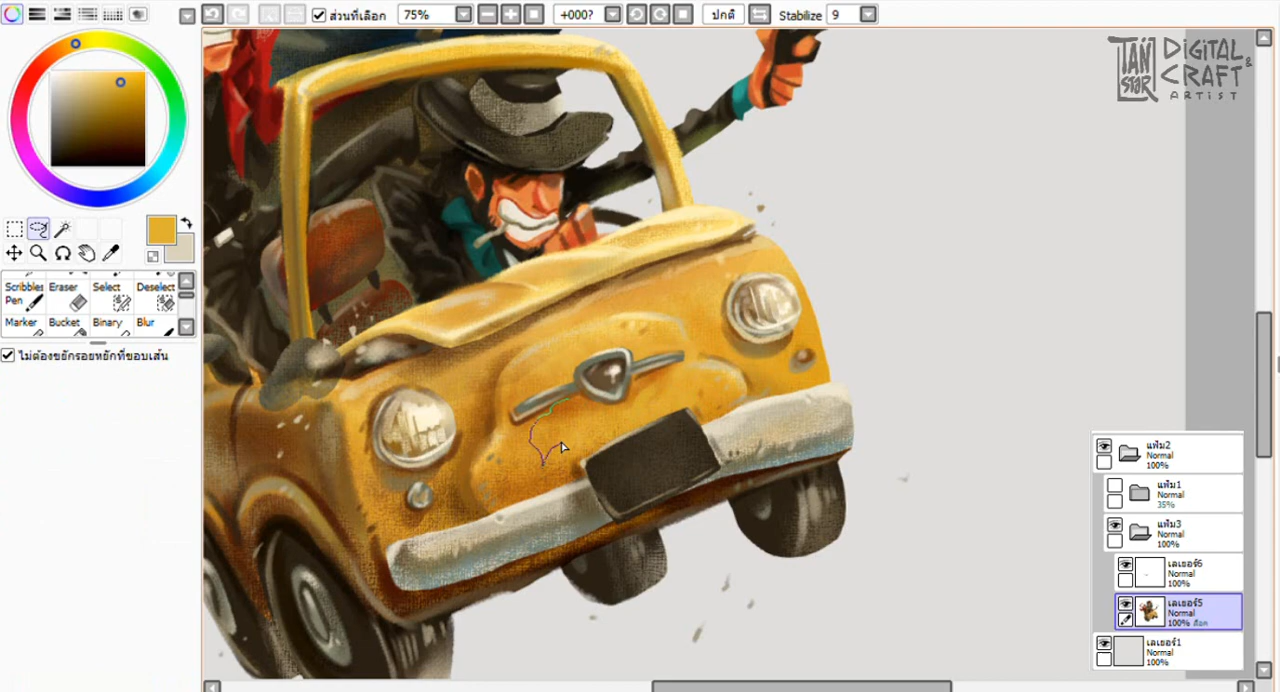 ส่วนที่เลือก
75%
+000?
ปกติ
Stabilize 9
TAN STAR
DIGITAL &
CRAFT
ARTIST
Scribbles Eraser Select Deselect
Pen
Marker Bucket Binary Blur
ไม่ต้องขยักรอยหยักที่ขอบเส้น
แฟ้ม2
Normal
100%
แฟ้ม1
Normal
35%
แฟ้ม3
Normal
100%
เลเยอร์6
Normal
100%
เลเยอร์5
Normal
100% ล็อก
เลเยอร์1
Normal
100%